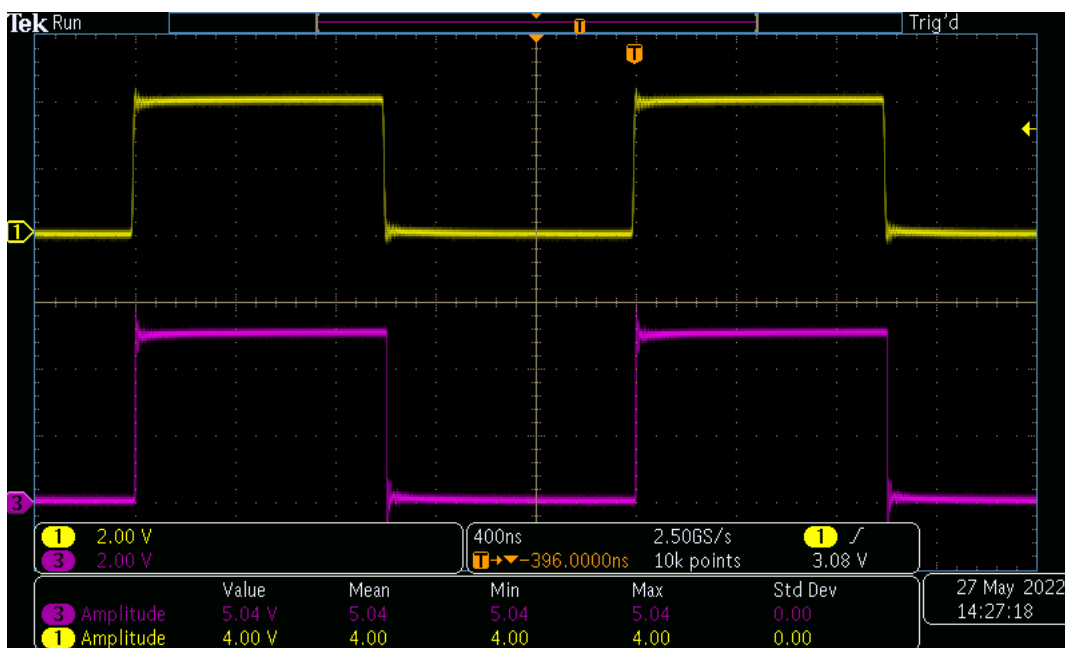 Tek Run Trig'd
T
T
1
3
1 2.00 V
3 2.00 V
400ns 2.50GS/s 1
T→▼-396.0000ns 10k points 3.08 V
Value Mean Min Max Std Dev
3 Amplitude 5.04 V 5.04 5.04 5.04 0.00
1 Amplitude 4.00 V 4.00 4.00 4.00 0.00
27 May 2022
14:27:18